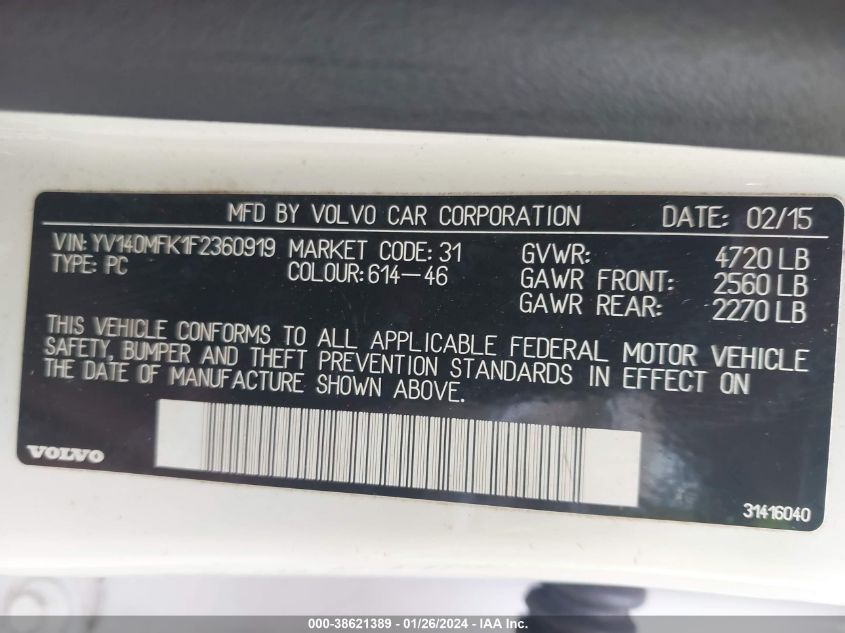 MFD BY VOLVO CAR CORPORATION DATE: 02/15
VIN: YV140MFK1F2360919 MARKET CODE: 31 GVWR: 4720 LB
TYPE: PC COLOUR: 614-46 GAWR FRONT: 2560 LB
GAWR REAR: 2270 LB
THIS VEHICLE CONFORMS TO ALL APPLICABLE FEDERAL MOTOR VEHICLE
SAFETY, BUMPER AND THEFT PREVENTION STANDARDS IN EFFECT ON
THE DATE OF MANUFACTURE SHOWN ABOVE.
VOLVO
31416040
000-38621389 - 01/26/2024 - IAA Inc.